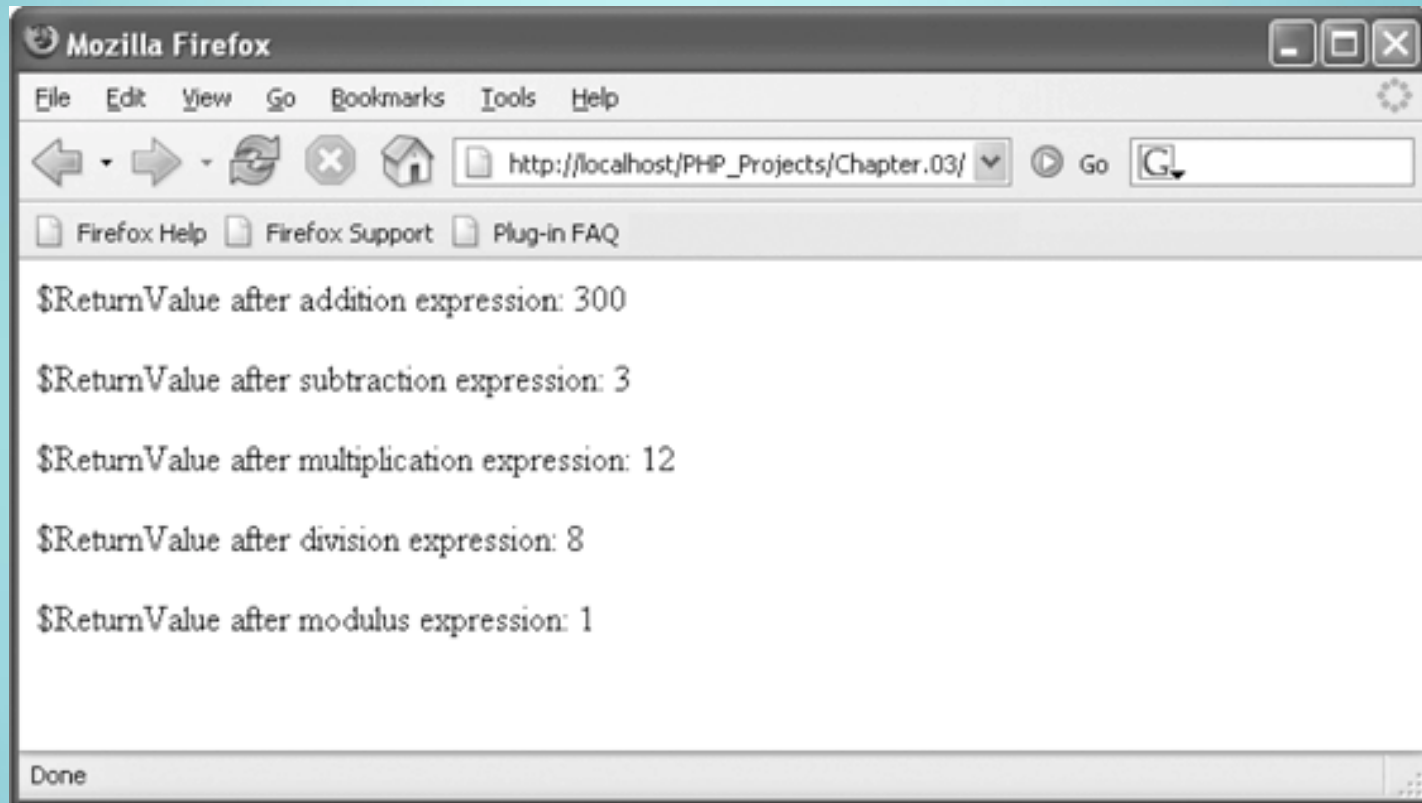 Mozilla Firefox
File Edit View Go Bookmarks Tools Help
http://localhost/PHP_Projects/Chapter.03/ Go G
Firefox Help Firefox Support Plug-in FAQ
$ReturnValue after addition expression: 300
$ReturnValue after subtraction expression: 3
$ReturnValue after multiplication expression: 12
$ReturnValue after division expression: 8
$ReturnValue after modulus expression: 1
Done